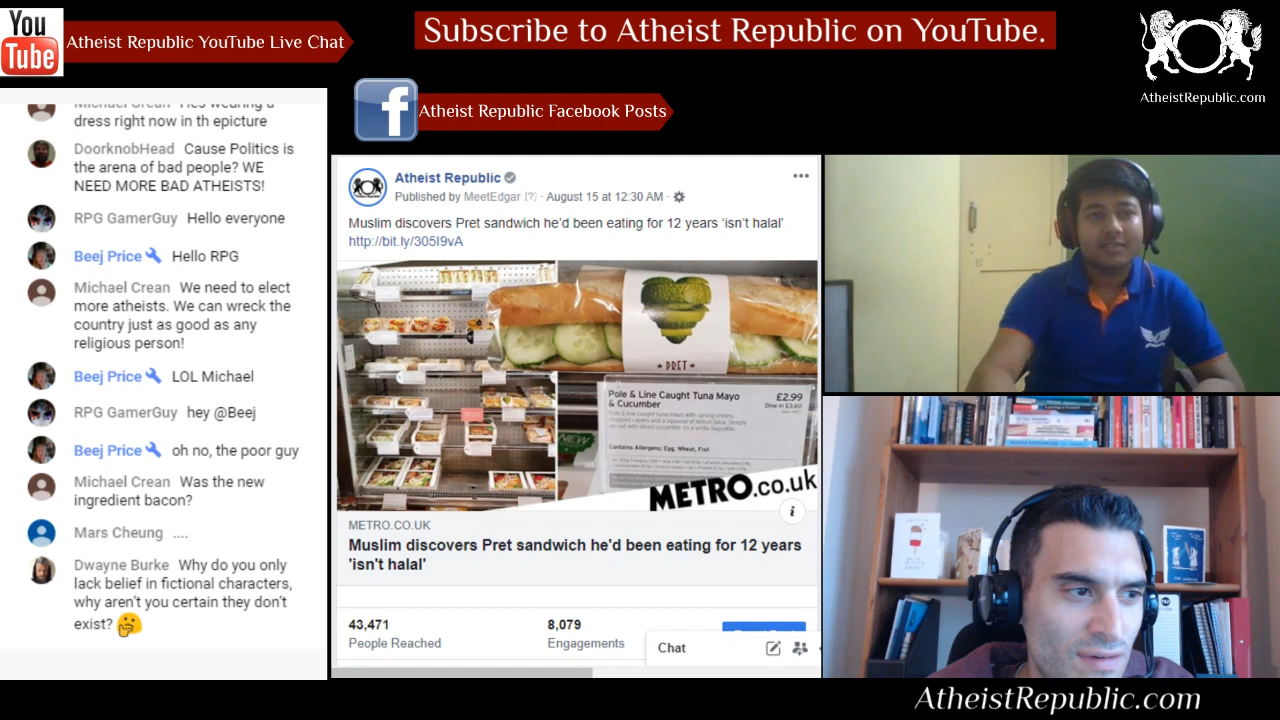 You
Tube
Atheist Republic YouTube Live Chat
Subscribe to Atheist Republic on YouTube.
AtheistRepublic.com
f
Atheist Republic Facebook Posts
Michael Crean He's wearing a
dress right now in th epicture
DoorknobHead Cause Politics is
the arena of bad people? WE
NEED MORE BAD ATHEISTS!
RPG GamerGuy Hello everyone
Beej Price Hello RPG
Michael Crean We need to elect
more atheists. We can wreck the
country just as good as any
religious person!
Beej Price LOL Michael
RPG GamerGuy hey @Beej
Beej Price oh no, the poor guy
Michael Crean Was the new
ingredient bacon?
Mars Cheung ....
Dwayne Burke Why do you only
lack belief in fictional characters,
why aren't you certain they don't
exist? 🤔
Atheist Republic
Published by MeetEdgar [?] · August 15 at 12:30 AM ·
Muslim discovers Pret sandwich he'd been eating for 12 years 'isn't halal'
http://bit.ly/305I9vA
PRET
Pole & Line Caught Tuna Mayo
& Cucumber
£2.99
Contains Allergens: Egg, Wheat, Fish
NEW
METRO.co.uk
METRO.CO.UK
Muslim discovers Pret sandwich he'd been eating for 12 years
'isn't halal'
43,471
People Reached
8,079
Engagements
Chat
AtheistRepublic.com